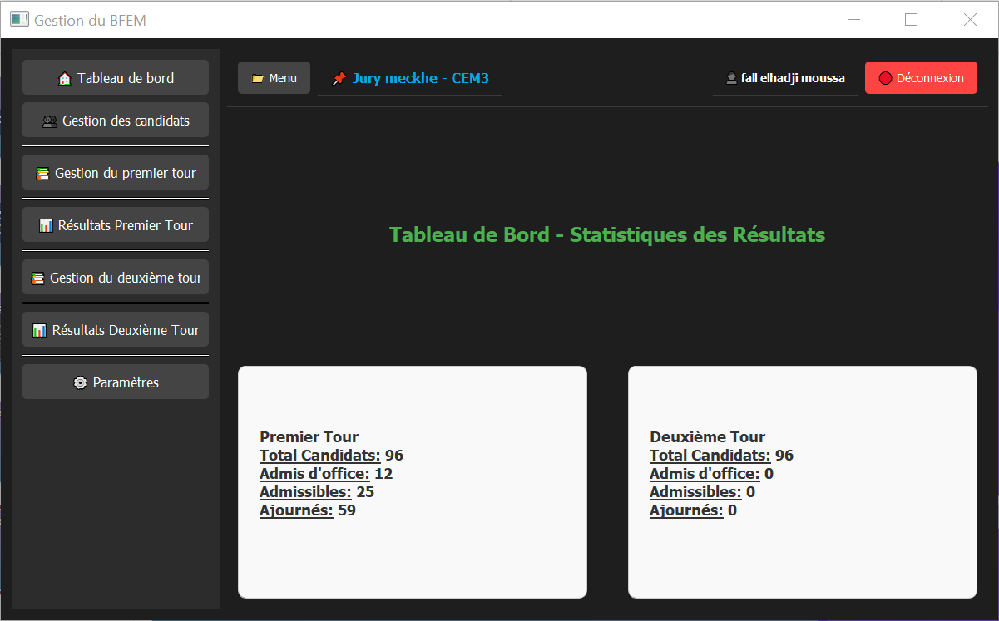 Gestion du BFEM
Tableau de bord
Gestion des candidats
Gestion du premier tour
Résultats Premier Tour
Gestion du deuxième tour
Résultats Deuxième Tour
Paramètres
Menu
Jury meckhe - CEM3
fall elhadji moussa
Déconnexion
Tableau de Bord - Statistiques des Résultats
Premier Tour
Total Candidats: 96
Admis d'office: 12
Admissibles: 25
Ajournés: 59
Deuxième Tour
Total Candidats: 96
Admis d'office: 0
Admissibles: 0
Ajournés: 0